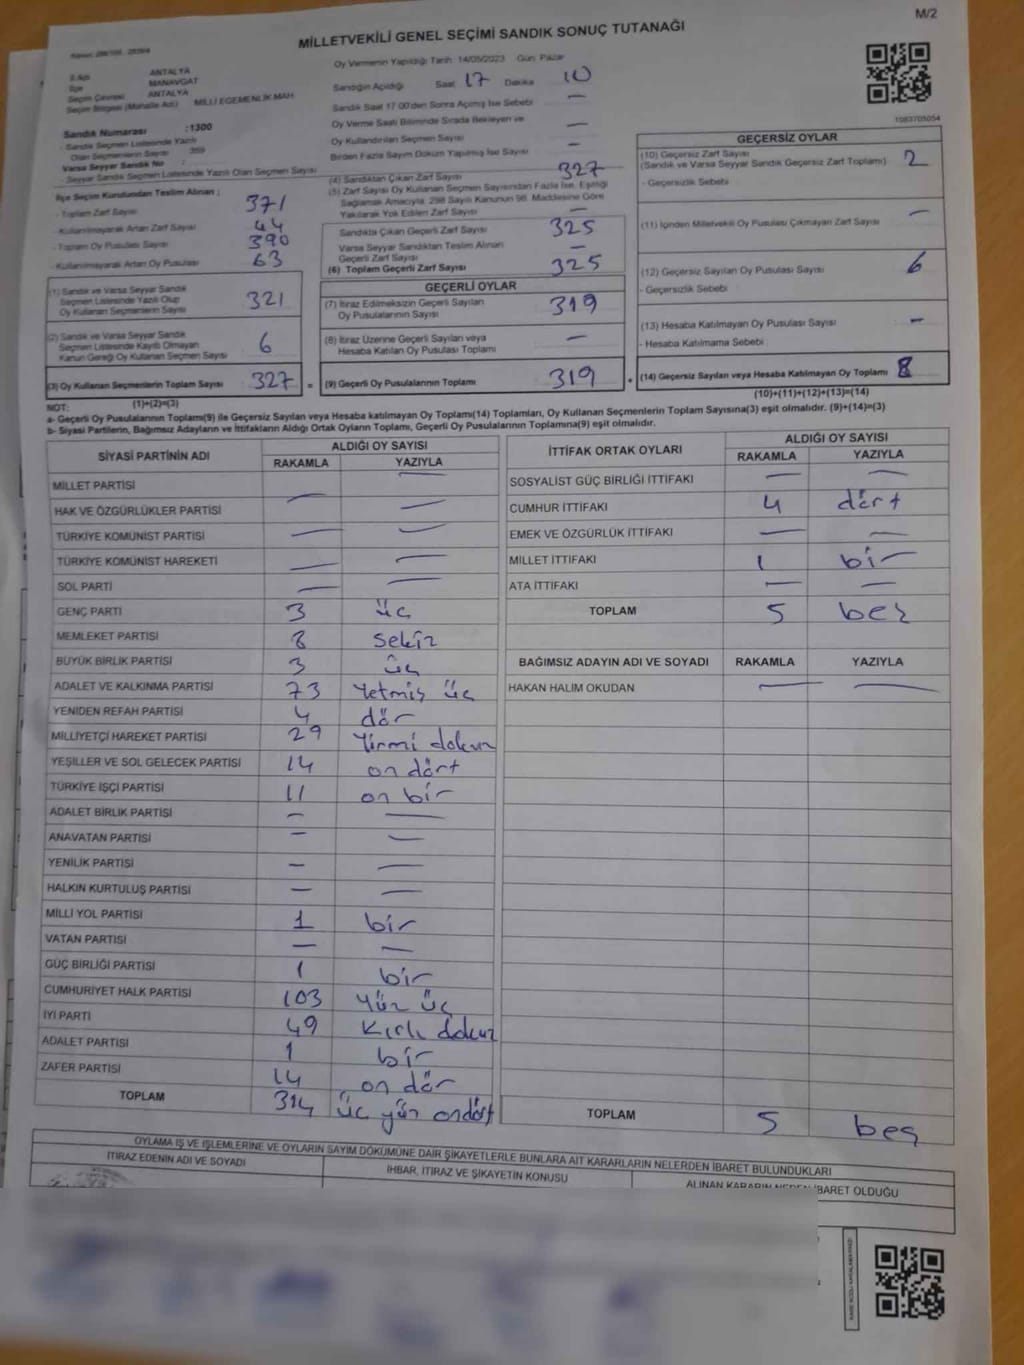 M/2
MİLLETVEKİLİ GENEL SEÇİMİ SANDIK SONUÇ TUTANAĞI
Oy Vermenin Yapıldığı Tarih 14/05/2023 Gün Pazar
ANTALYA
İlçe MANAVGAT
Seçim Çevresi ANTALYA
Seçim Bölgesi (Mahalle Adı) MİLLİ EGEMENLİK MAH.
Sandık Numarası :1300
- Sandık Seçmen Listesinde Yazılı
Olan Seçmenlerin Sayısı
Varsa Seyyar Sandık No :
- Seyyar Sandık Seçmen Listesinde Yazılı Olan Seçmen Sayısı
Sandığın Açıldığı Saat 17 Dakika 10
Sandık Saat 17.00'den Sonra Açılmış İse Sebebi —
Oy Verme Saati Bitiminde Sırada Bekleyen ve
Oy Kullandırılan Seçmen Sayısı —
Birden Fazla Sayım Döküm Yapılmış İse Sayısı —
İlçe Seçim Kurulundan Teslim Alınan ;
- Toplam Zarf Sayısı 371
- Kullanılmayarak Artan Zarf Sayısı 44
- Toplam Oy Pusulası Sayısı 390
- Kullanılmayarak Artan Oy Pusulası 63
(1) Sandık ve Varsa Seyyar Sandık
Seçmen Listesinde Yazılı Olup
Oy Kullanan Seçmenlerin Sayısı 321
(2) Sandık ve Varsa Seyyar Sandık
Seçmen Listesinde Kayıtlı Olmayan
Kanun Gereği Oy Kullanan Seçmen Sayısı 6
(3) Oy Kullanan Seçmenlerin Toplam Sayısı 327 =
(1)+(2)=(3)
(4) Sandıktan Çıkan Zarf Sayısı 327
(5) Zarf Sayısı Oy Kullanan Seçmen Sayısından Fazla İse, Eşitliği
Sağlamak Amacıyla, 298 Sayılı Kanunun 98. Maddesine Göre
Yakılarak Yok Edilen Zarf Sayısı —
Sandıkta Çıkan Geçerli Zarf Sayısı 325
Varsa Seyyar Sandıktan Teslim Alınan
Geçerli Zarf Sayısı —
(6) Toplam Geçerli Zarf Sayısı 325
GEÇERLİ OYLAR
(7) İtiraz Edilmeksizin Geçerli Sayılan
Oy Pusulalarının Sayısı 319
(8) İtiraz Üzerine Geçerli Sayılan veya
Hesaba Katılan Oy Pusulası Toplamı —
(9) Geçerli Oy Pusulalarının Toplamı 319 +
1083705054
GEÇERSİZ OYLAR
(10) Geçersiz Zarf Sayısı
(Sandık ve Varsa Seyyar Sandık Geçersiz Zarf Toplamı) 2
- Geçersizlik Sebebi
(11) İçinden Milletvekili Oy Pusulası Çıkmayan Zarf Sayısı —
(12) Geçersiz Sayılan Oy Pusulası Sayısı 6
- Geçersizlik Sebebi
(13) Hesaba Katılmayan Oy Pusulası Sayısı —
- Hesaba Katılmama Sebebi
(14) Geçersiz Sayılan veya Hesaba Katılmayan Oy Toplamı 8
(10)+(11)+(12)+(13)=(14)
NOT:
a- Geçerli Oy Pusulalarının Toplamı(9) ile Geçersiz Sayılan veya Hesaba katılmayan Oy Toplamı(14) Toplamları, Oy Kullanan Seçmenlerin Toplam Sayısına(3) eşit olmalıdır. (9)+(14)=(3)
b- Siyasi Partilerin, Bağımsız Adayların ve İttifakların Aldığı Ortak Oyların Toplamı, Geçerli Oy Pusulalarının Toplamına(9) eşit olmalıdır.
SİYASİ PARTİNİN ADI ALDIĞI OY SAYISI
RAKAMLA YAZIYLA
MİLLET PARTİSİ — —
HAK VE ÖZGÜRLÜKLER PARTİSİ — —
TÜRKİYE KOMÜNİST PARTİSİ — —
TÜRKİYE KOMÜNİST HAREKETİ — —
SOL PARTİ — —
GENÇ PARTİ 3 üç
MEMLEKET PARTİSİ 8 sekiz
BÜYÜK BİRLİK PARTİSİ 3 üç
ADALET VE KALKINMA PARTİSİ 73 Yetmiş üç
YENİDEN REFAH PARTİSİ 4 dör
MİLLİYETÇİ HAREKET PARTİSİ 29 Yirmi dokuz
YEŞİLLER VE SOL GELECEK PARTİSİ 14 on dört
TÜRKİYE İŞÇİ PARTİSİ 11 on bir
ADALET BİRLİK PARTİSİ — —
ANAVATAN PARTİSİ — —
YENİLİK PARTİSİ — —
HALKIN KURTULUŞ PARTİSİ — —
MİLLİ YOL PARTİSİ 1 bir
VATAN PARTİSİ — —
GÜÇ BİRLİĞİ PARTİSİ 1 bir
CUMHURİYET HALK PARTİSİ 103 Yüz üç
İYİ PARTİ 49 Kırk dokuz
ADALET PARTİSİ 1 bir
ZAFER PARTİSİ 14 on dör
TOPLAM 314 üç yüz ondört
İTTİFAK ORTAK OYLARI ALDIĞI OY SAYISI
RAKAMLA YAZIYLA
SOSYALİST GÜÇ BİRLİĞİ İTTİFAKI — —
CUMHUR İTTİFAKI 4 dört
EMEK VE ÖZGÜRLÜK İTTİFAKI — —
MİLLET İTTİFAKI 1 bir
ATA İTTİFAKI — —
TOPLAM 5 beş
BAĞIMSIZ ADAYIN ADI VE SOYADI RAKAMLA YAZIYLA
HAKAN HALIM OKUDAN — —
TOPLAM 5 beş
OYLAMA İŞ VE İŞLEMLERİNE VE OYLARIN SAYIM DÖKÜMÜNE DAİR ŞİKAYETLERLE BUNLARA AİT KARARLARIN NELERDEN İBARET BULUNDUKLARI
İTİRAZ EDENİN ADI VE SOYADI
İHBAR, İTİRAZ VE ŞİKAYETİN KONUSU
ALINAN KARARIN NEDEN İBARET OLDUĞU